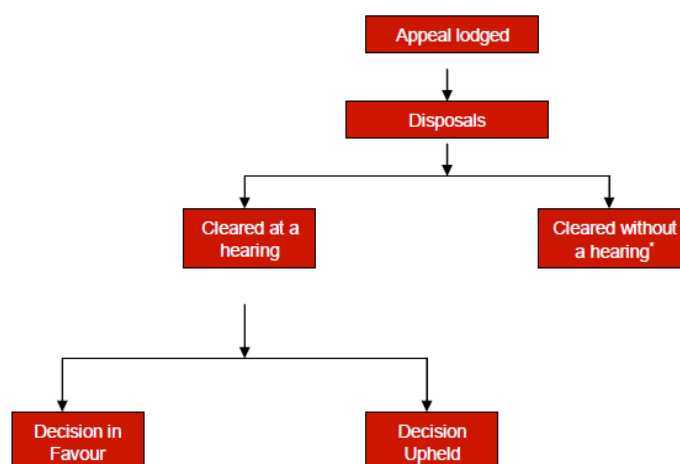 Appeal lodged
Disposals
Cleared at a
hearing
Cleared without
a hearing*
Decision in
Favour
Decision
Upheld